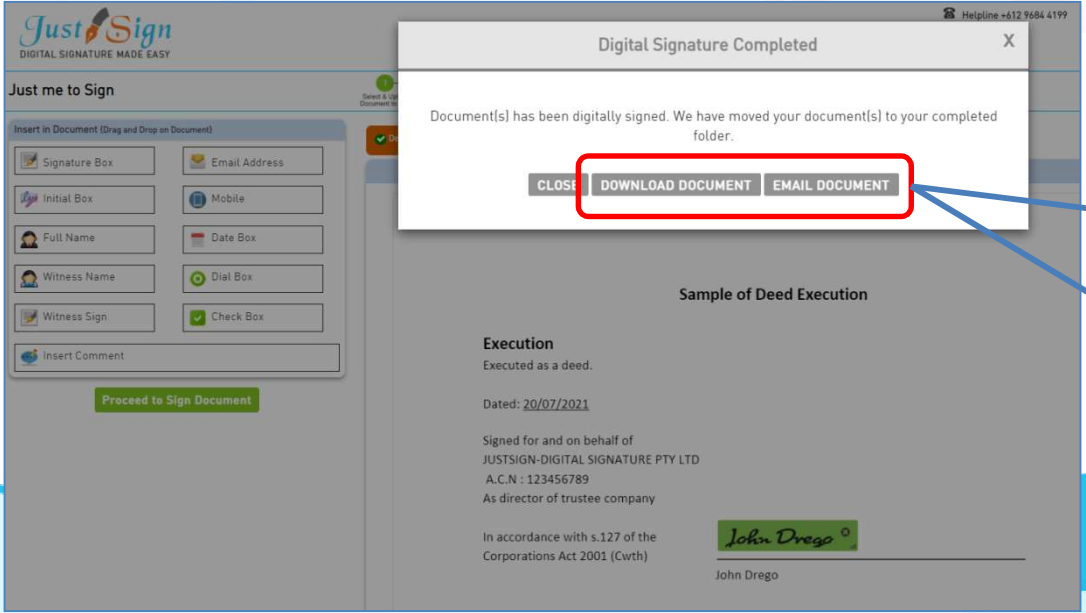 Just Sign
DIGITAL SIGNATURE MADE EASY
Helpline +612 9684 4199
Just me to Sign
1
Select & Up
Document to
Digital Signature Completed
X
Document(s) has been digitally signed. We have moved your document(s) to your completed
folder.
CLOSE
DOWNLOAD DOCUMENT
EMAIL DOCUMENT
Insert in Document (Drag and Drop on Document)
Signature Box
Email Address
Initial Box
Mobile
Full Name
Date Box
Witness Name
Dial Box
Witness Sign
Check Box
Insert Comment
Proceed to Sign Document
Sample of Deed Execution
Execution
Executed as a deed.
Dated: 20/07/2021
Signed for and on behalf of
JUSTSIGN-DIGITAL SIGNATURE PTY LTD
A.C.N : 123456789
As director of trustee company
In accordance with s.127 of the
Corporations Act 2001 (Cwth)
John Drego
John Drego